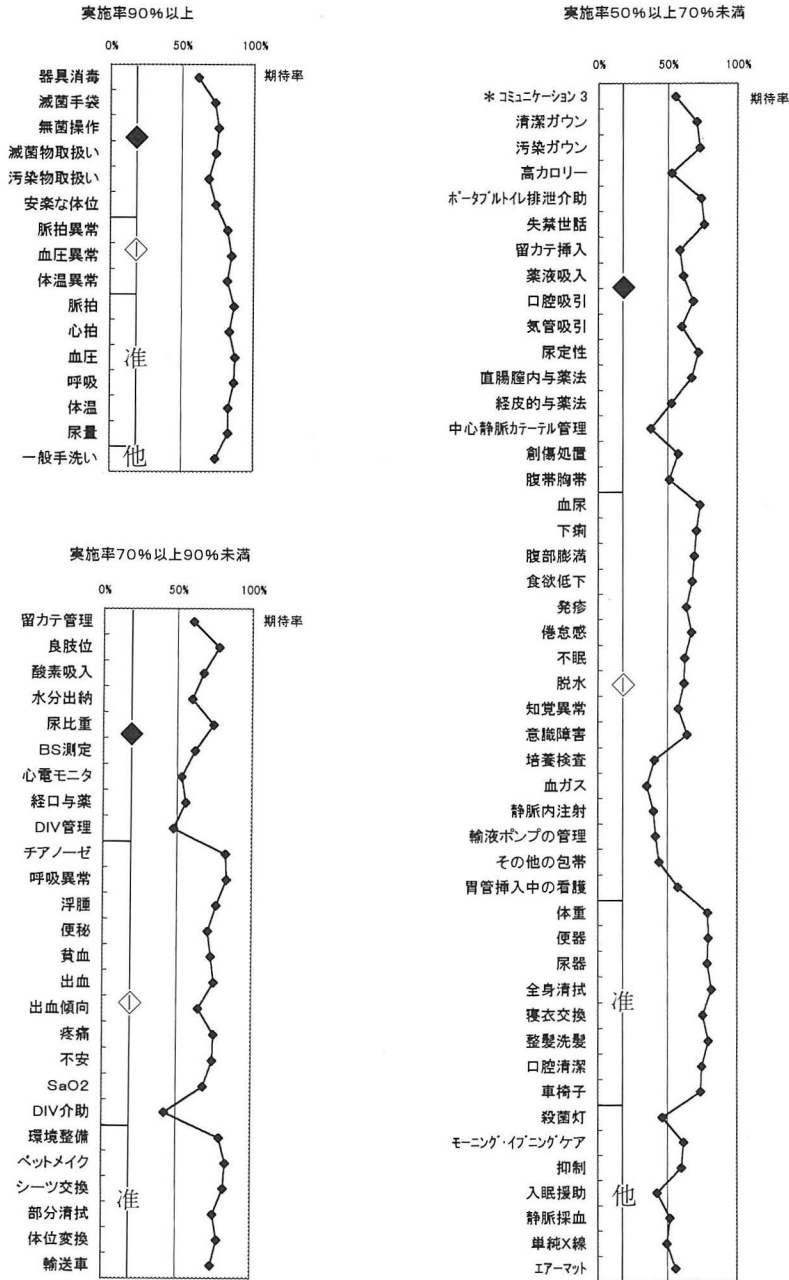 実施率90%以上
0% 50% 100%
期待率
器具消毒
滅菌手袋
無菌操作
滅菌物取扱い
汚染物取扱い
安楽な体位
脈拍異常
血圧異常
体温異常
脈拍
心拍
血圧
呼吸
体温
尿量
一般手洗い
准
他
実施率70%以上90%未満
0% 50% 100%
期待率
留カテ管理
良肢位
酸素吸入
水分出納
尿比重
BS測定
心電モニタ
経口与薬
DIV管理
チアノーゼ
呼吸異常
浮腫
便秘
貧血
出血
出血傾向
疼痛
不安
SaO2
DIV介助
環境整備
ベットメイク
シーツ交換
部分清拭
体位変換
輸送車
准
実施率50%以上70%未満
0% 50% 100%
期待率
＊コミュニケーション3
清潔ガウン
汚染ガウン
高カロリー
ポータブルトイレ排泄介助
失禁世話
留カテ挿入
薬液吸入
口腔吸引
気管吸引
尿定性
直腸膣内与薬法
経皮的与薬法
中心静脈カテーテル管理
創傷処置
腹帯胸帯
血尿
下痢
腹部膨満
食欲低下
発疹
倦怠感
不眠
脱水
知覚異常
意識障害
培養検査
血ガス
静脈内注射
輸液ポンプの管理
その他の包帯
胃管挿入中の看護
体重
便器
尿器
全身清拭
寝衣交換
整髪洗髪
口腔清潔
車椅子
殺菌灯
モーニング・イブニングケア
抑制
入眠援助
静脈採血
単純X線
エアーマット
准
他